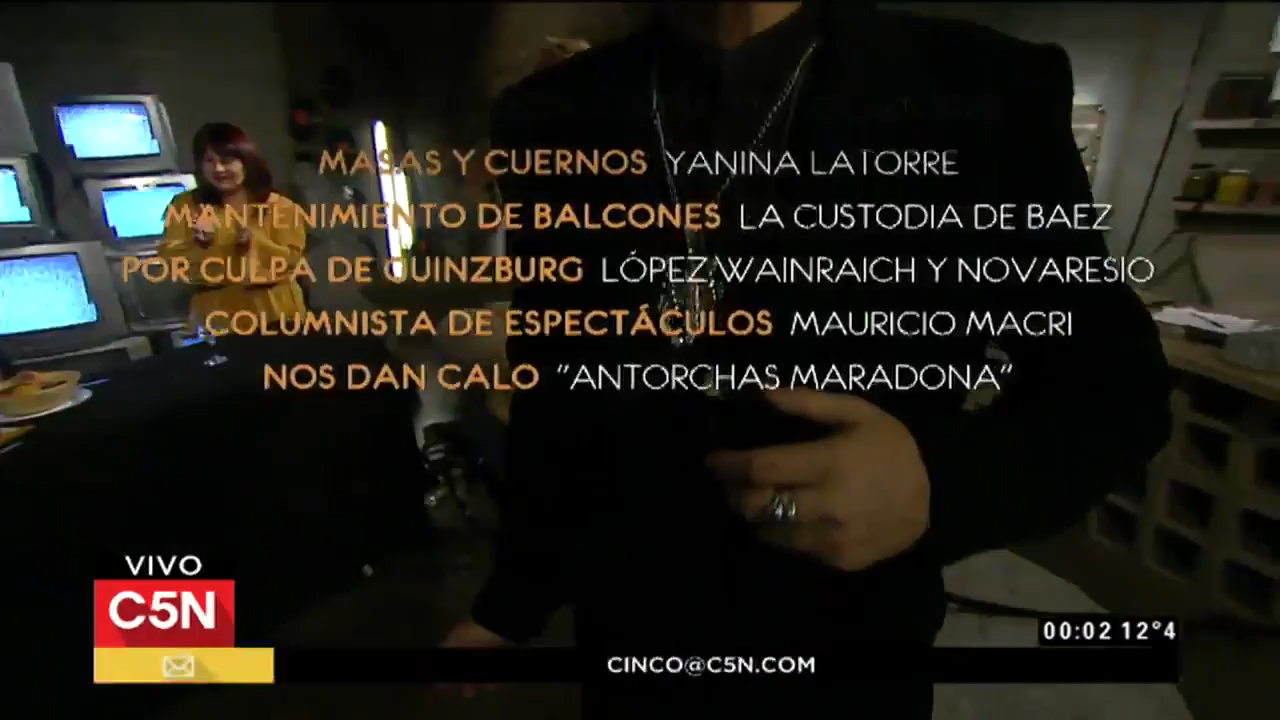 MASAS Y CUERNOS YANINA LATORRE
MANTENIMIENTO DE BALCONES LA CUSTODIA DE BAEZ
POR CULPA DE GUINZBURG LÓPEZ, WAINRAICH Y NOVARESIO
COLUMNISTA DE ESPECTÁCULOS MAURICIO MACRI
NOS DAN CALO "ANTORCHAS MARADONA"
VIVO
C5N
00:02 12°4
CINCO@C5N.COM